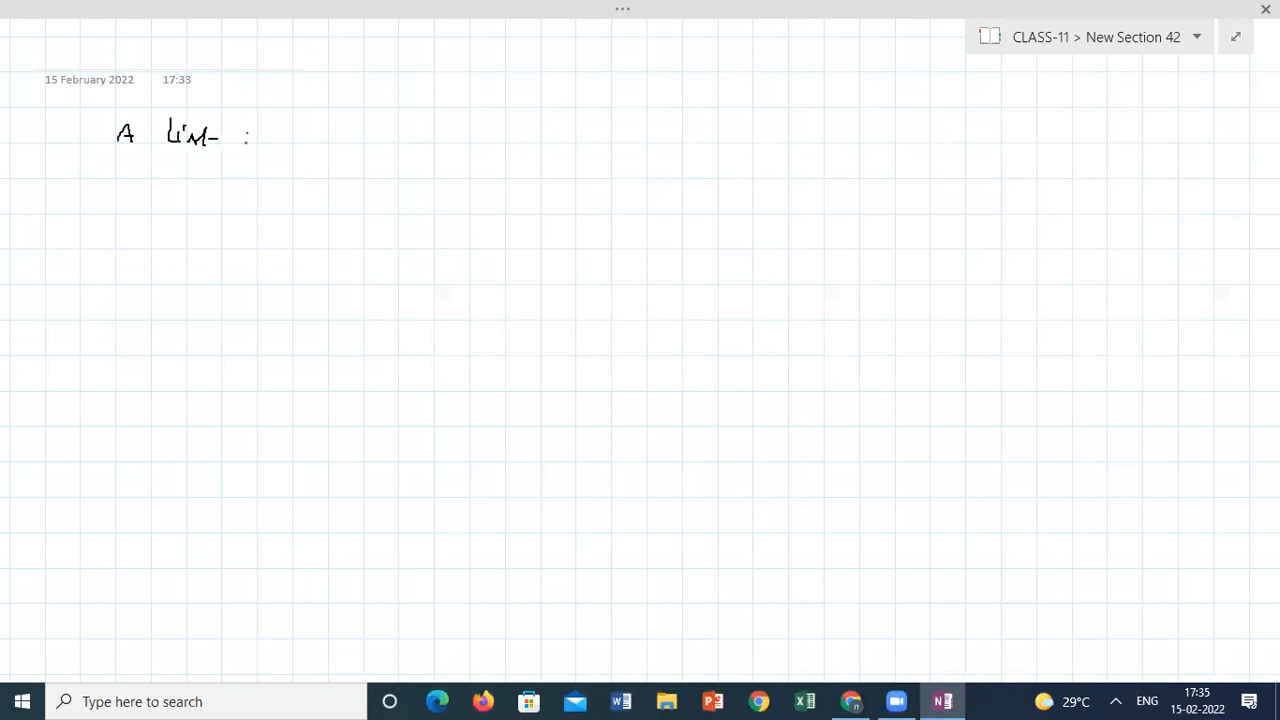 CLASS-11 > New Section 42
15 February 2022 17:33
A List :
Type here to search
29°C
ENG
17:35
15-02-2022